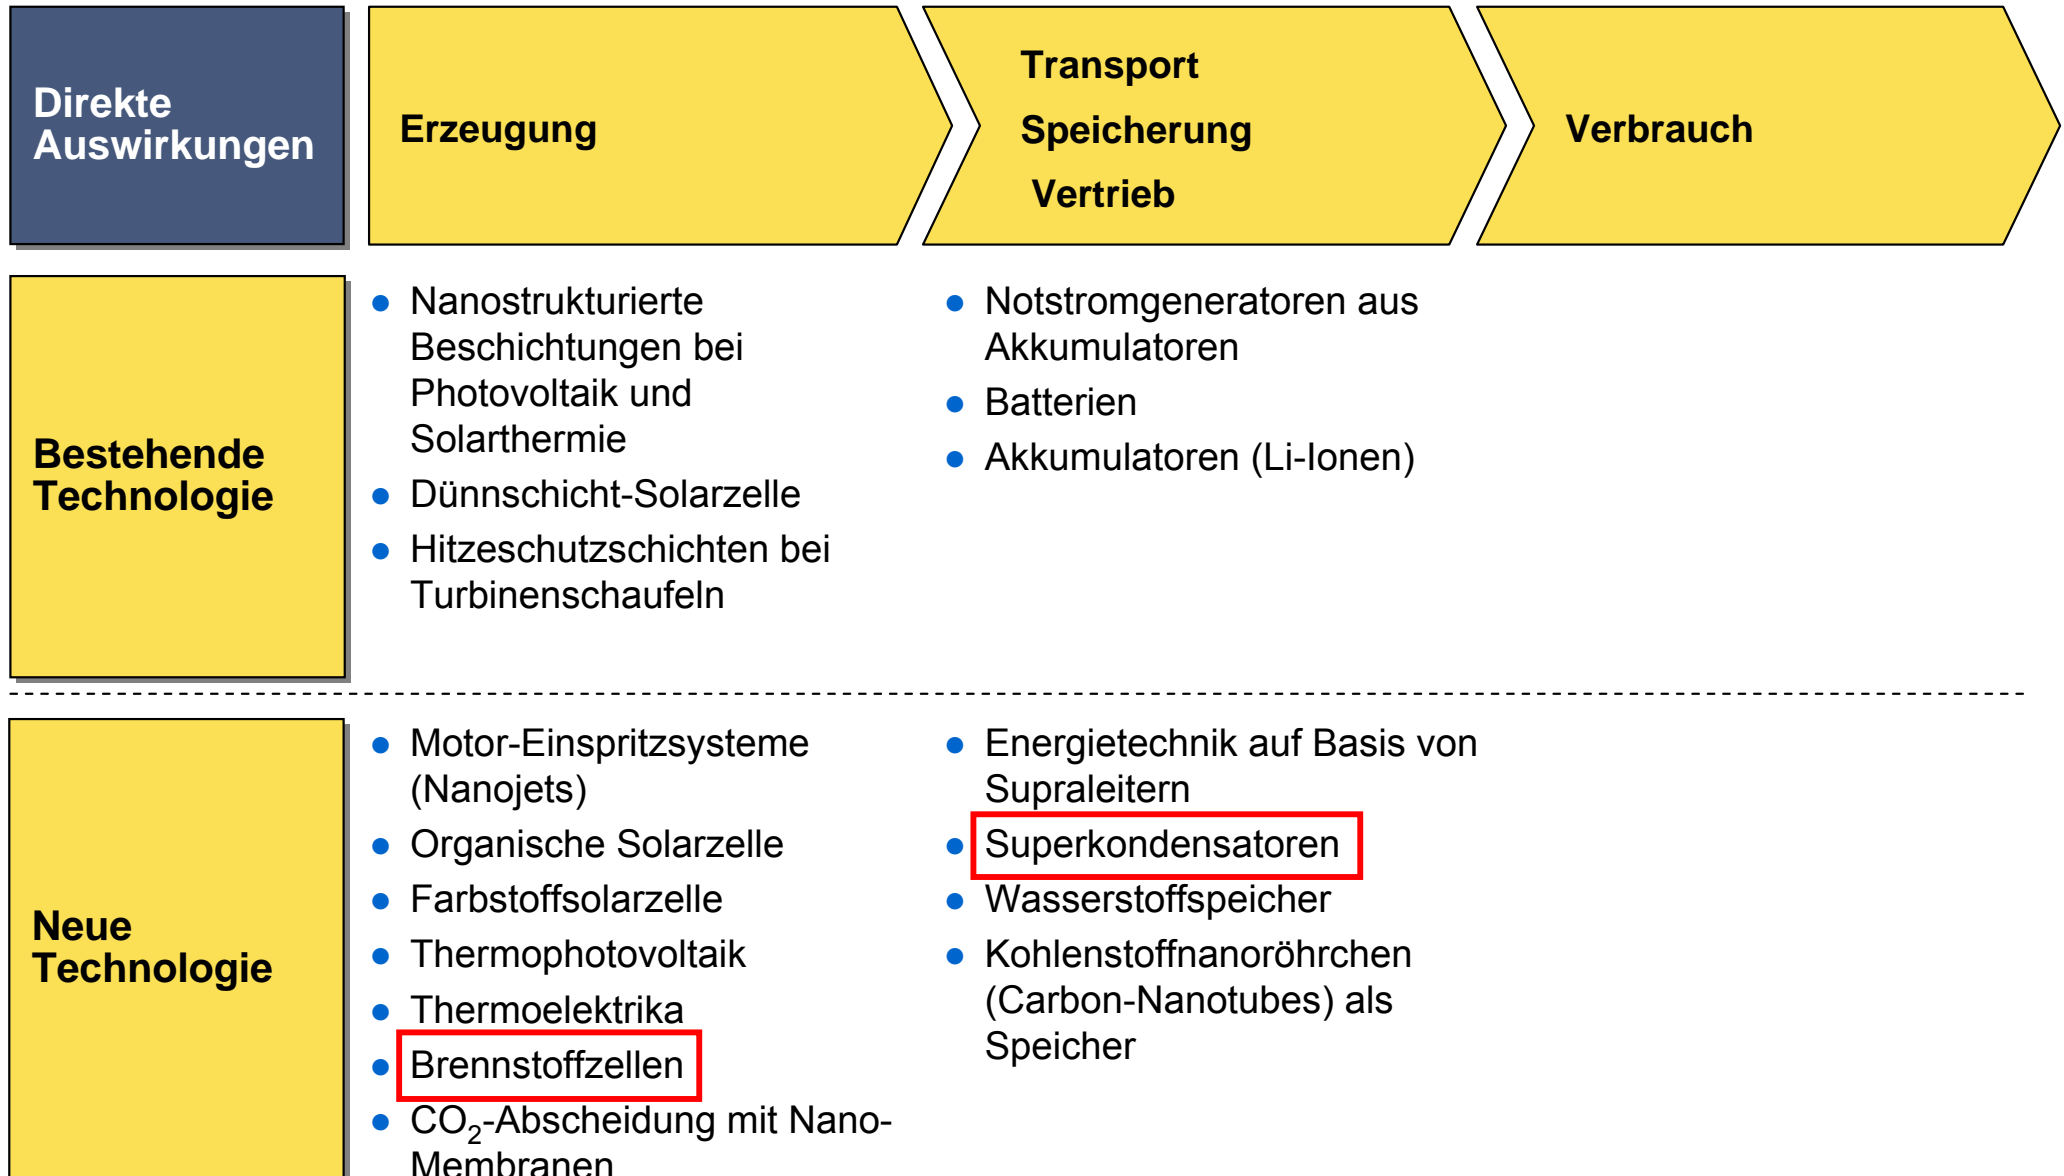 Direkte
Auswirkungen
Erzeugung
Transport
Speicherung
Vertrieb
Verbrauch
Bestehende
Technologie
● Nanostrukturierte
Beschichtungen bei
Photovoltaik und
Solarthermie
● Dünnschicht-Solarzelle
● Hitzeschutzschichten bei
Turbinenschaufeln
● Notstromgeneratoren aus
Akkumulatoren
● Batterien
● Akkumulatoren (Li-Ionen)
Neue
Technologie
● Motor-Einspritzsysteme
(Nanojets)
● Organische Solarzelle
● Farbstoffsolarzelle
● Thermophotovoltaik
● Thermoelektrika
● Brennstoffzellen
● CO₂-Abscheidung mit Nano-
Membranen
● Energietechnik auf Basis von
Supraleitern
● Superkondensatoren
● Wasserstoffspeicher
● Kohlenstoffnanoröhrchen
(Carbon-Nanotubes) als
Speicher